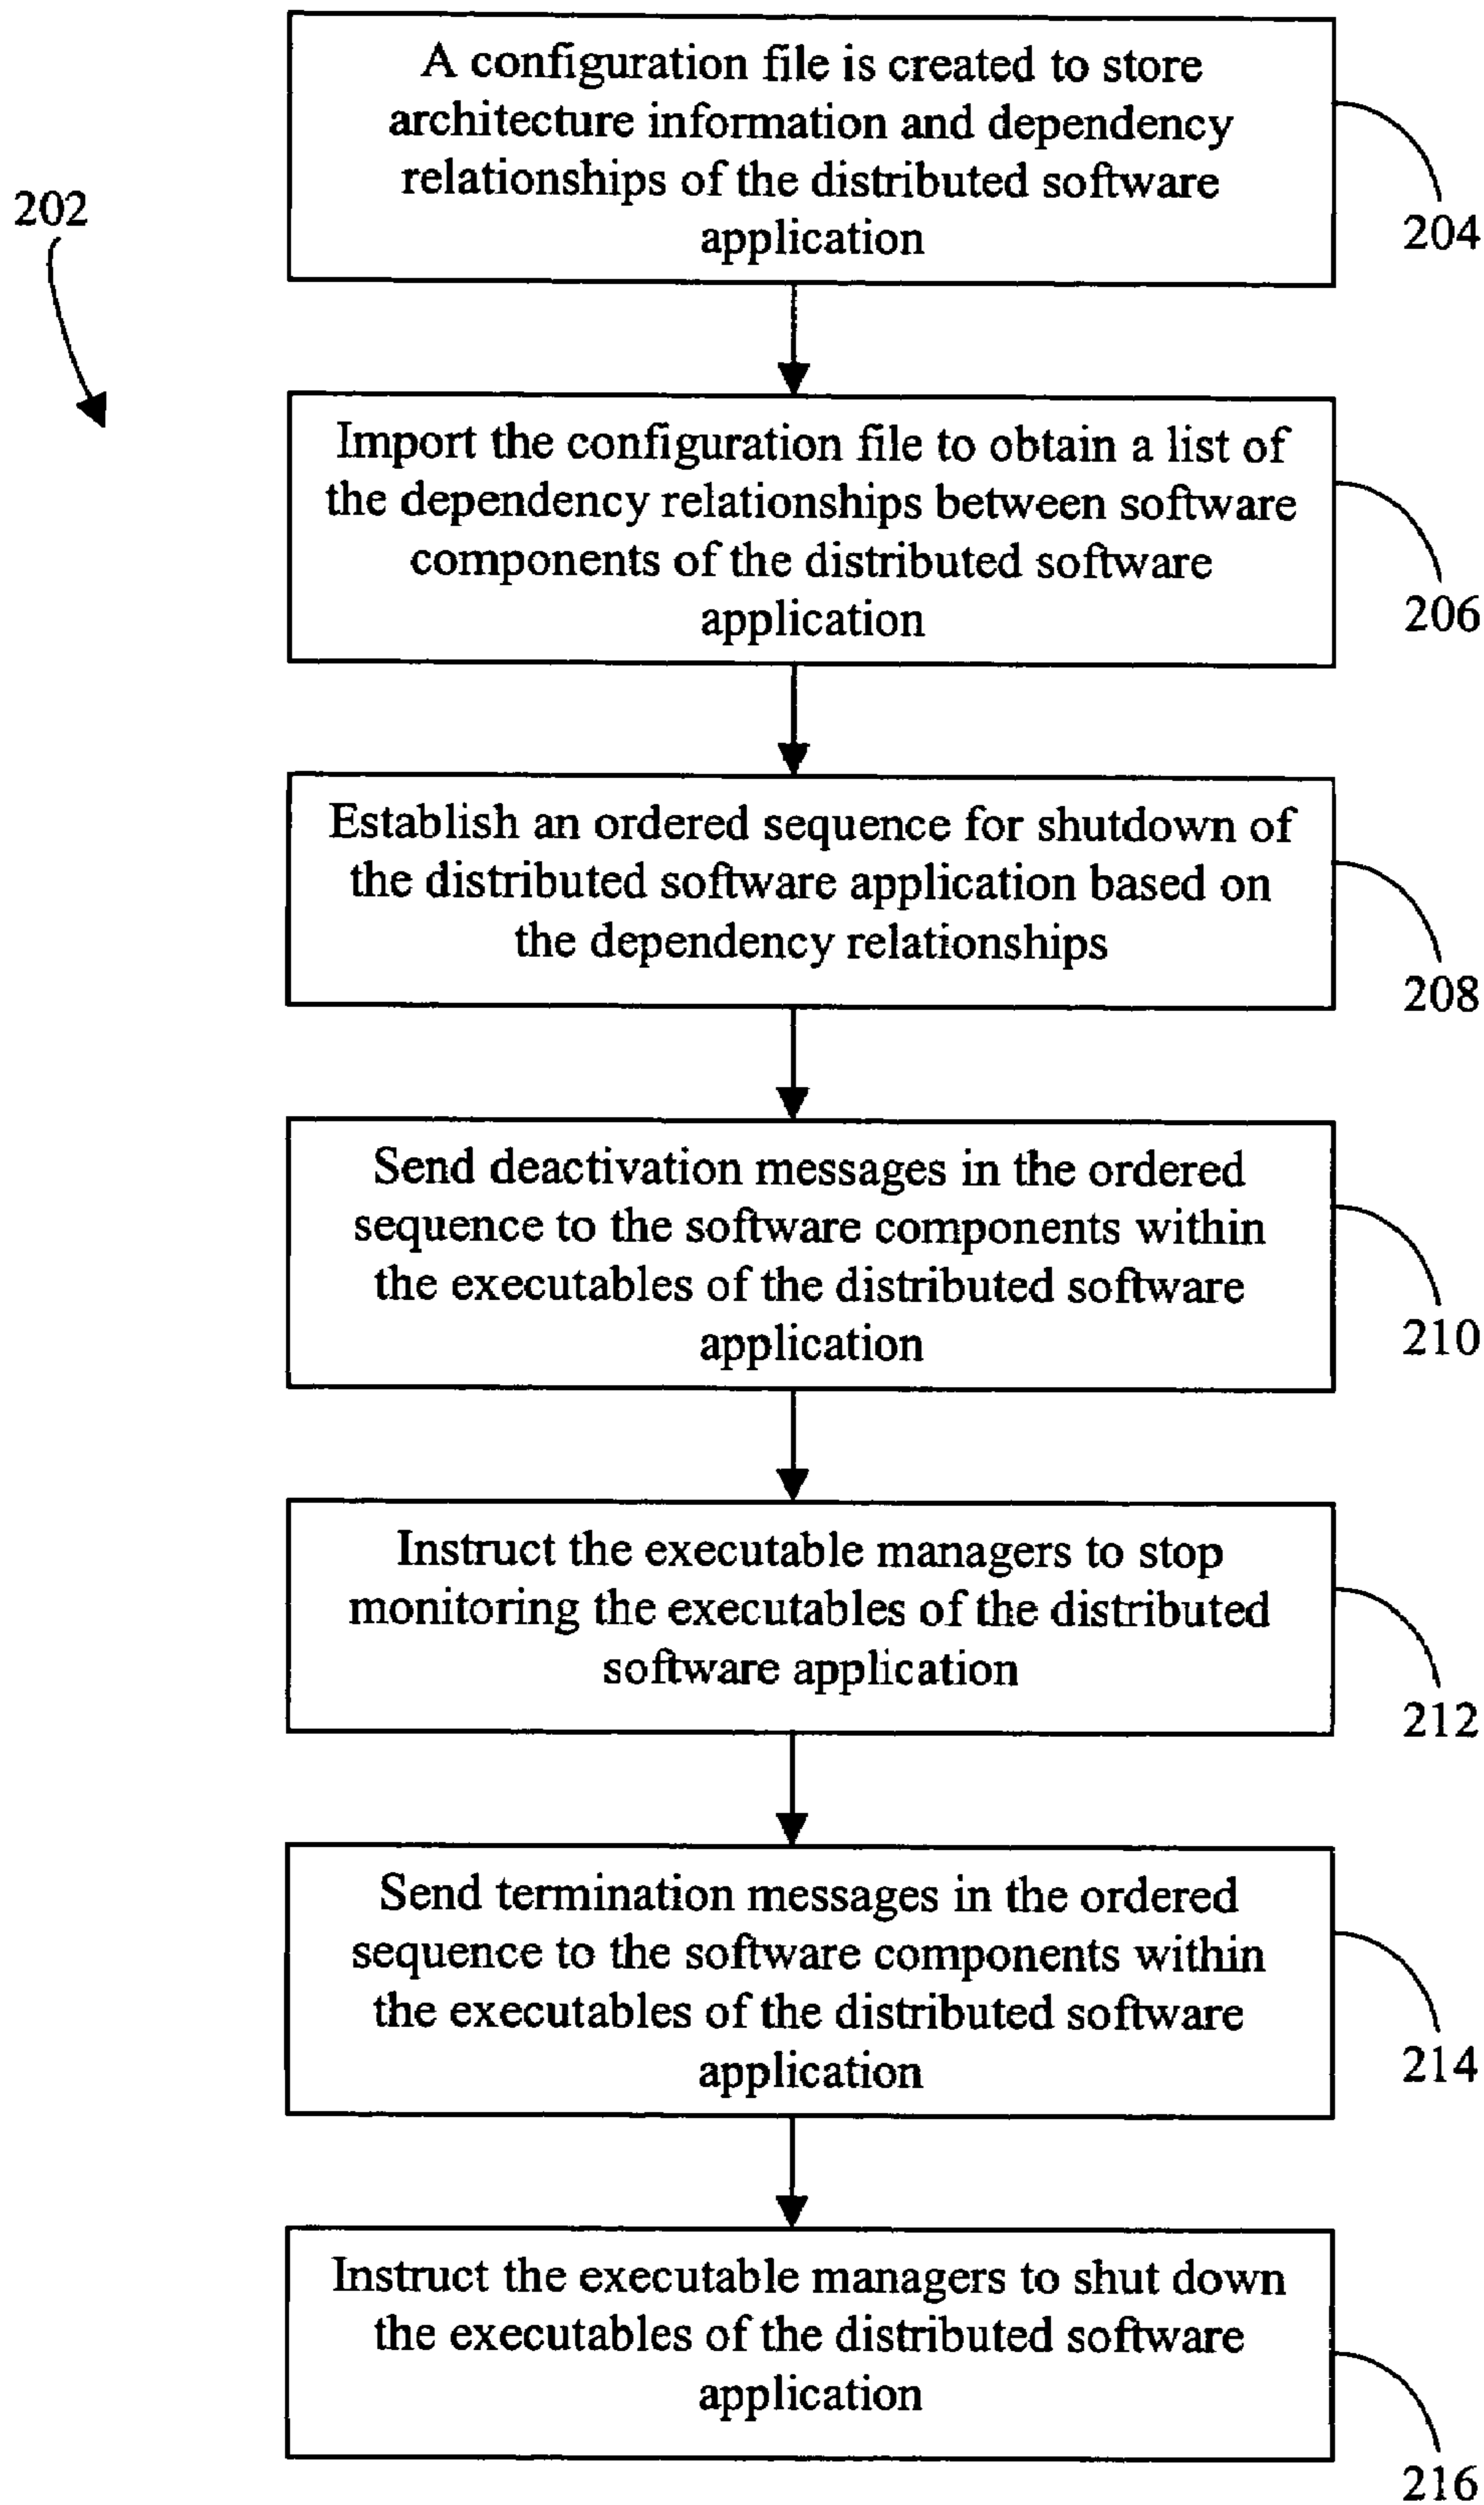 A configuration file is created to store
architecture information and dependency
relationships of the distributed software
application
202
204
Import the configuration file to obtain a list of
the dependency relationships between software
components of the distributed software
application
206
Establish an ordered sequence for shutdown of
the distributed software application based on
the dependency relationships
208
Send deactivation messages in the ordered
sequence to the software components within
the executables of the distributed software
application
210
Instruct the executable managers to stop
monitoring the executables of the distributed
software application
212
Send termination messages in the ordered
sequence to the software components within
the executables of the distributed software
application
214
Instruct the executable managers to shut down
the executables of the distributed software
application
216